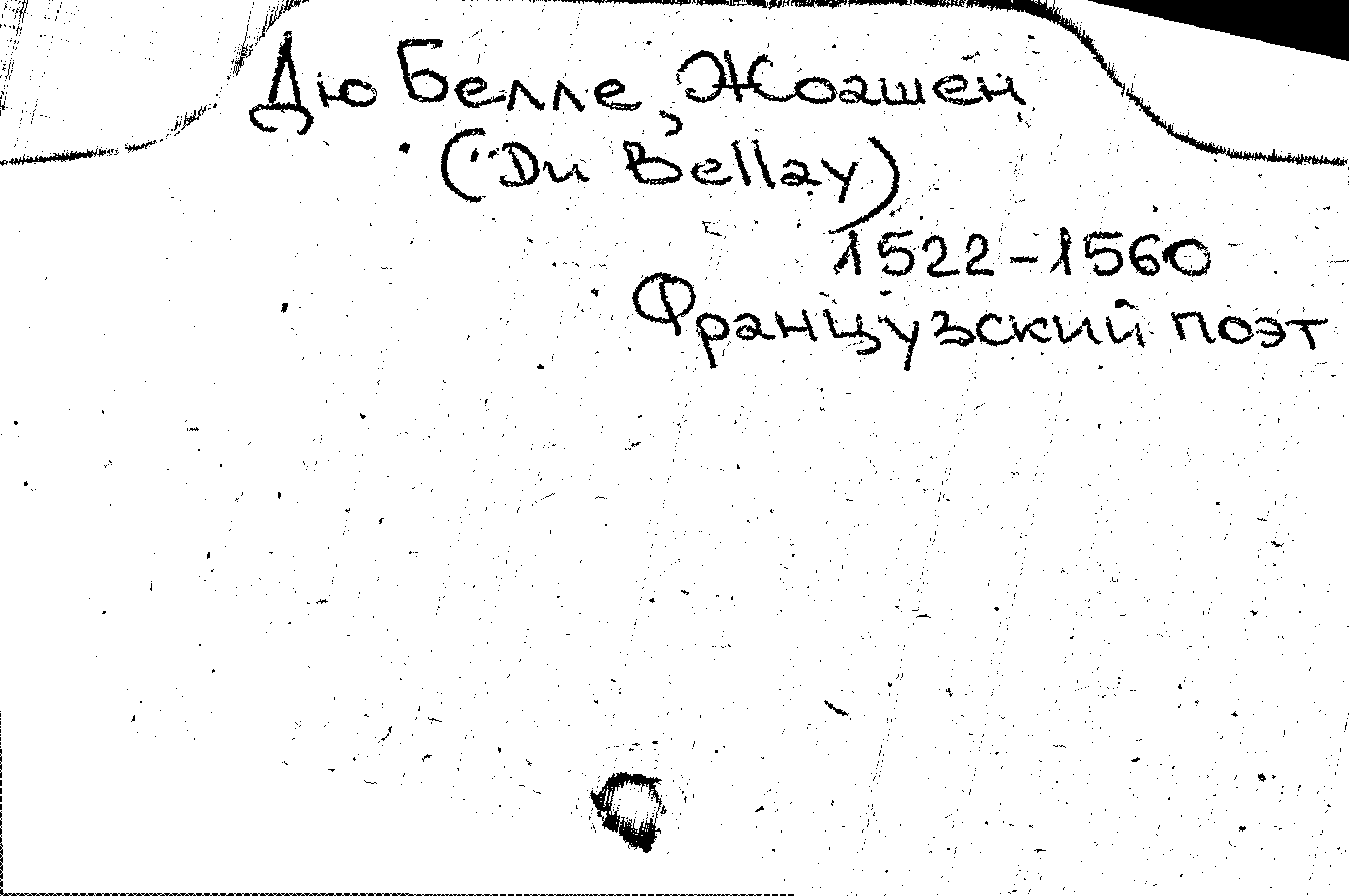 Дю Белле, Жоашен
(Du Bellay)
1522-1560
Французский поэт